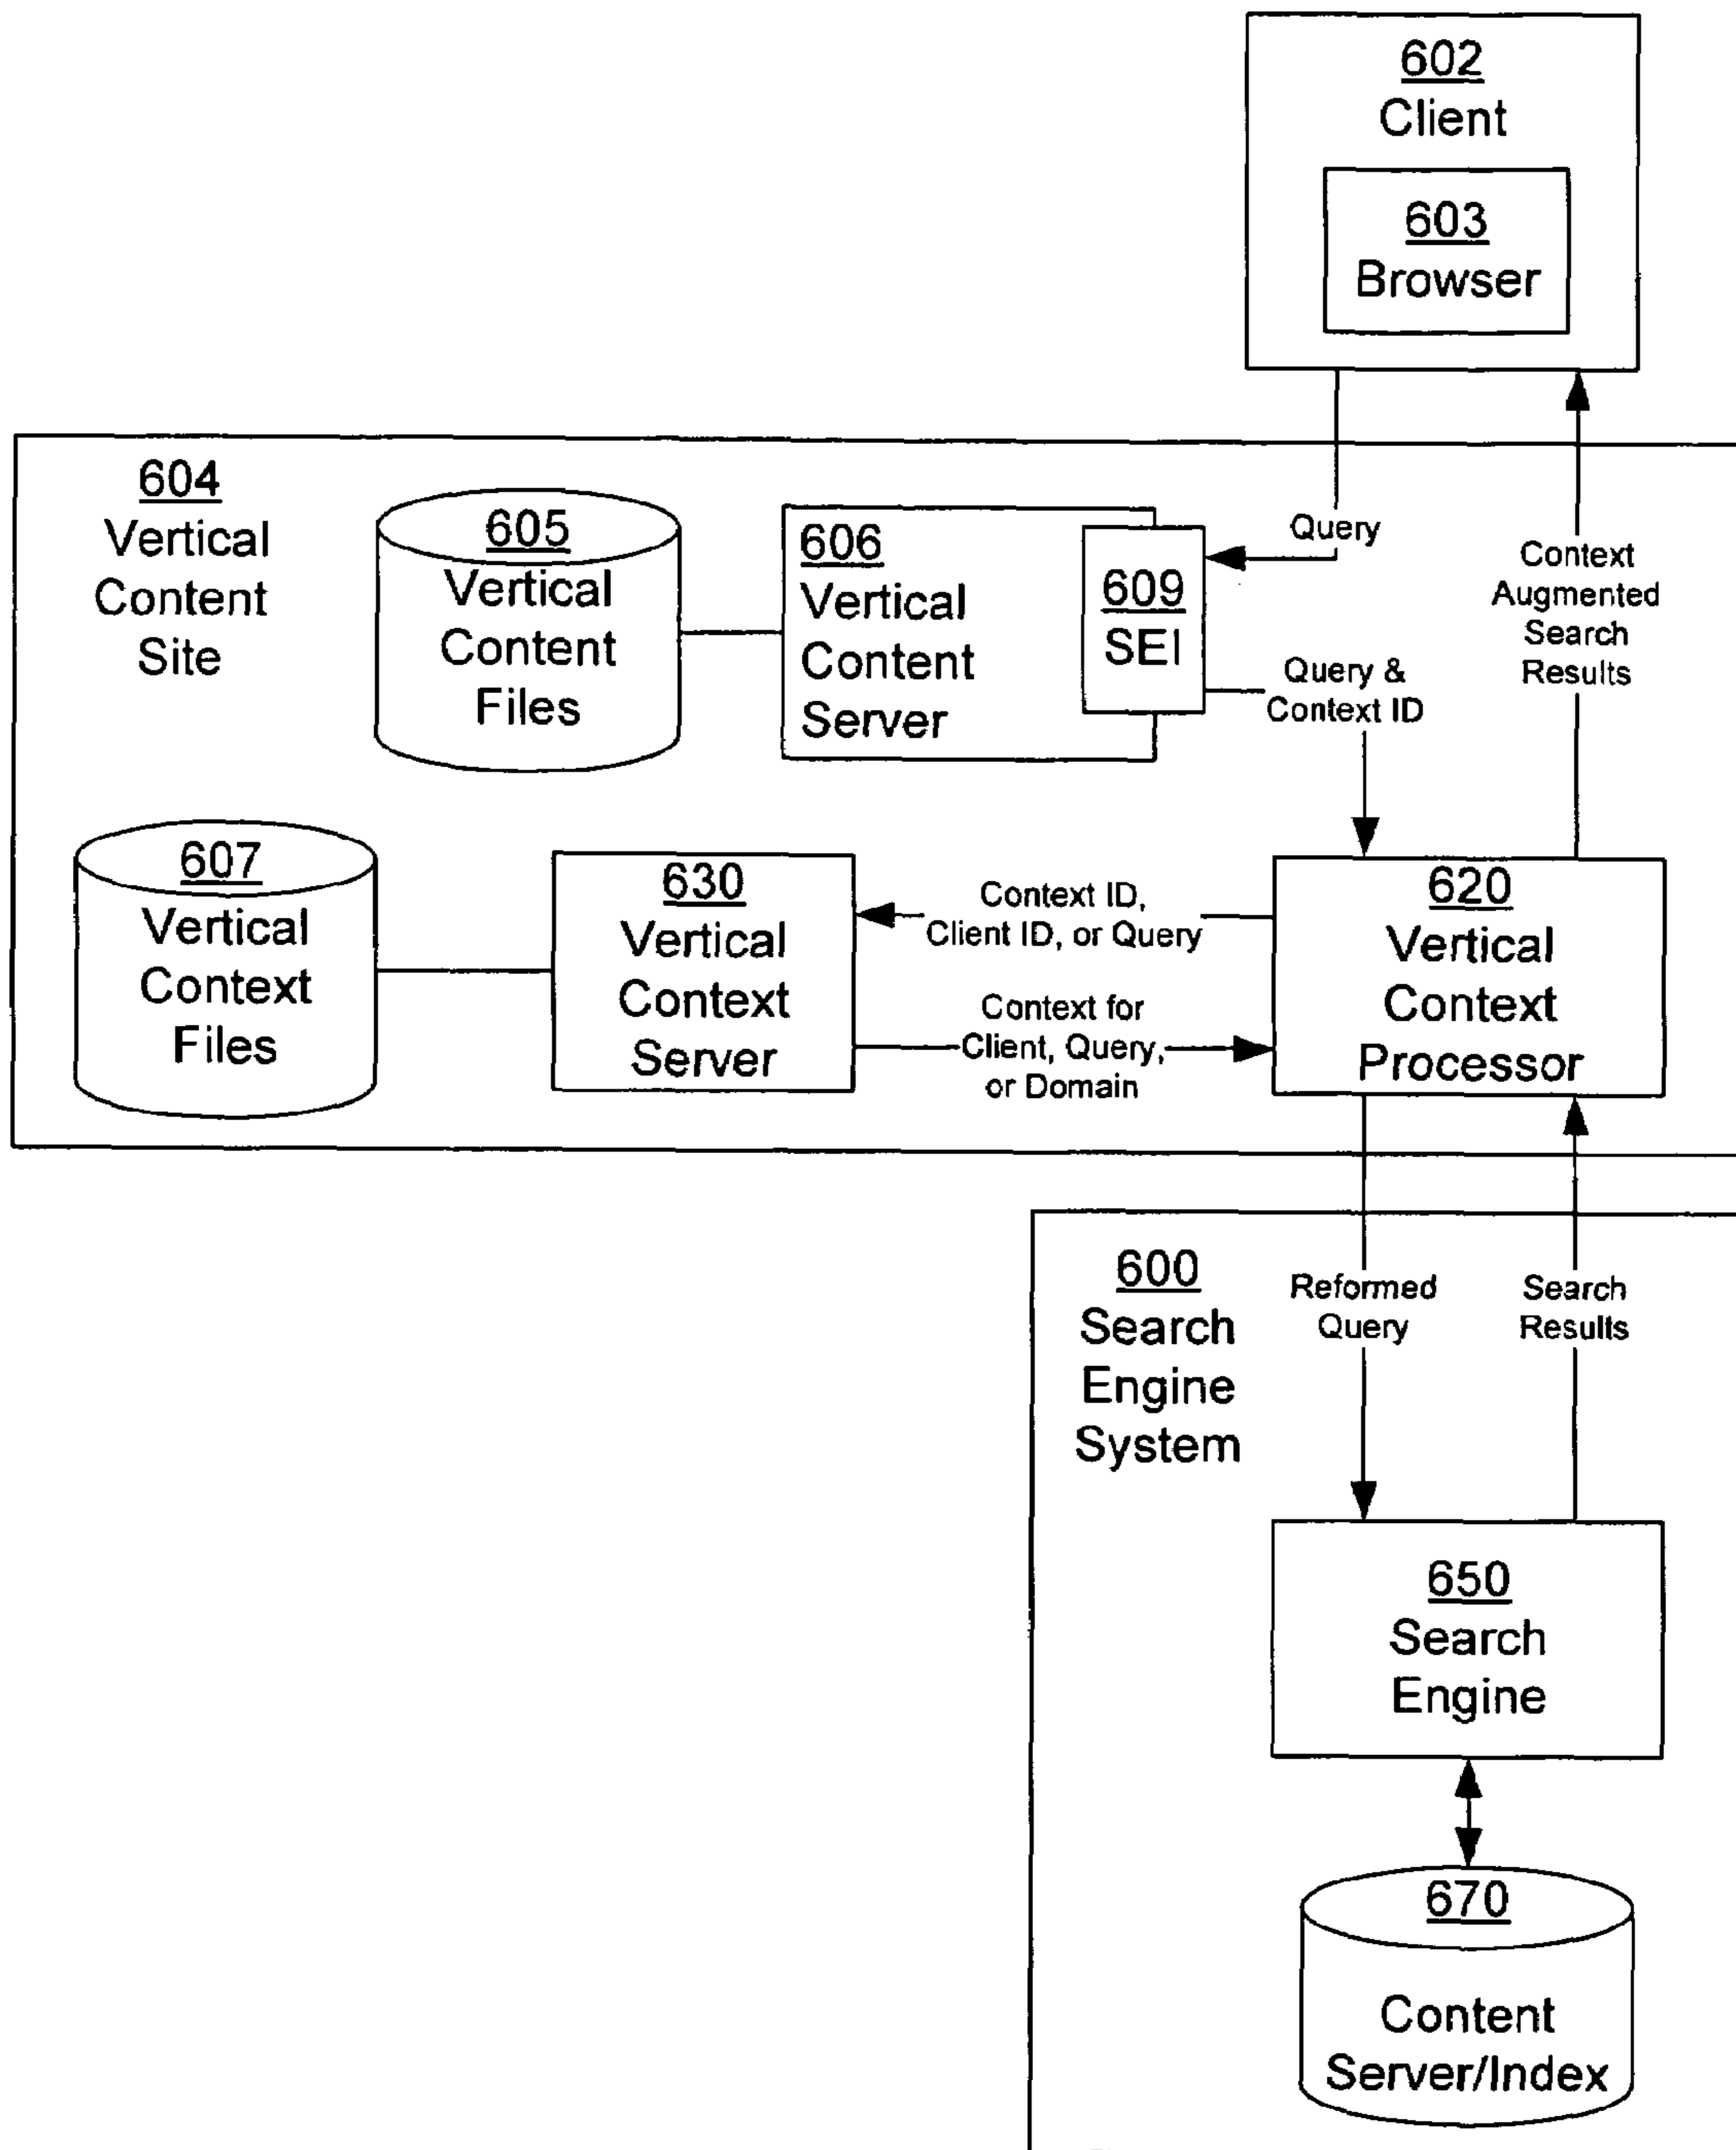 602
Client
603
Browser
604
Vertical
Content
Site
605
Vertical
Content
Files
606
Vertical
Content
Server
609
SEI
Query
Query &
Context ID
Context
Augmented
Search
Results
607
Vertical
Context
Files
630
Vertical
Context
Server
Context ID,
Client ID, or Query
Context for
Client, Query,
or Domain
620
Vertical
Context
Processor
600
Search
Engine
System
Reformed
Query
Search
Results
650
Search
Engine
670
Content
Server/Index